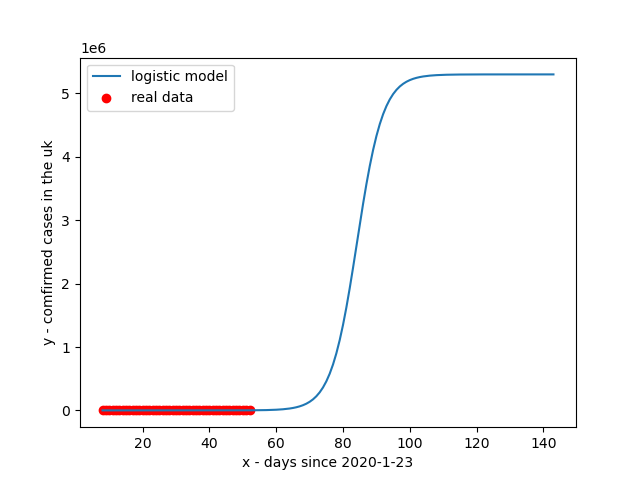 1e6
logistic model
real data
5
4
3
2
1
0
y - comfirmed cases in the uk
20 40 60 80 100 120 140
x - days since 2020-1-23